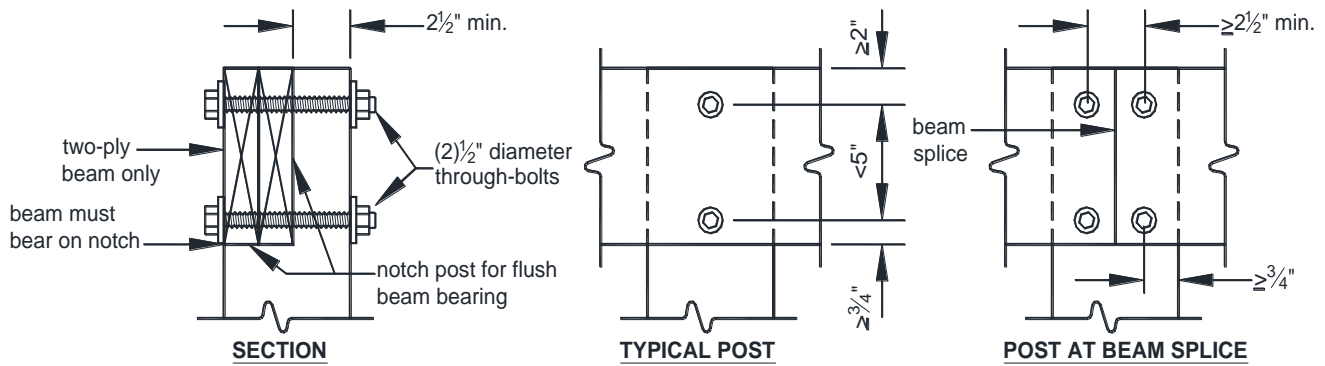 2½" min.
two-ply
beam only
beam must
bear on notch
(2)½" diameter
through-bolts
notch post for flush
beam bearing
SECTION
≥2"
<5"
≥¾"
TYPICAL POST
≥2½" min.
beam
splice
≥¾"
POST AT BEAM SPLICE